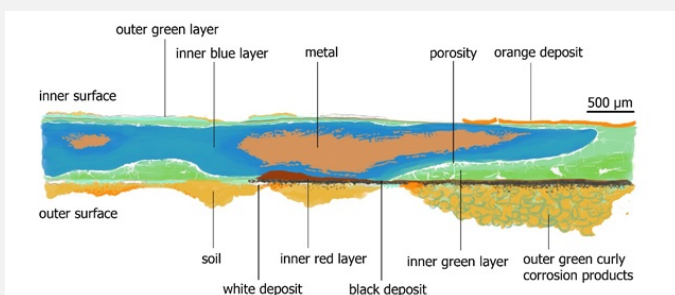 outer green layer
inner blue layer
metal
porosity
orange deposit
inner surface
500 µm
outer surface
soil
inner red layer
inner green layer
outer green curly
corrosion products
white deposit
black deposit